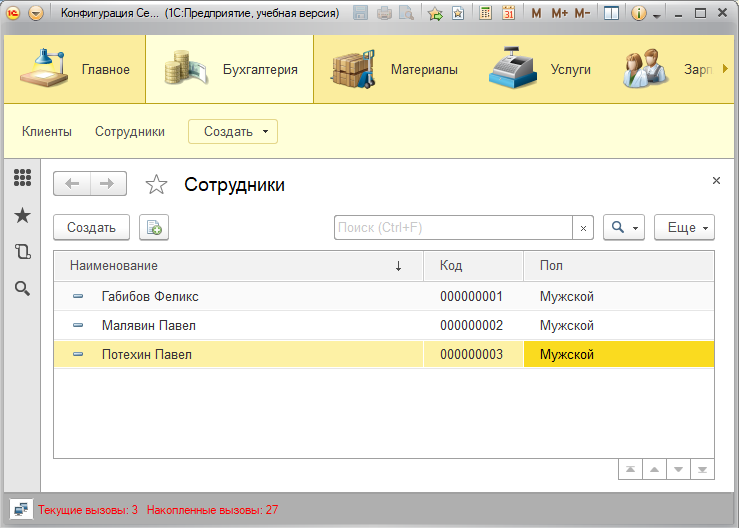 Конфигурация Се... (1С:Предприятие, учебная версия) M M+ M-
Главное Бухгалтерия Материалы Услуги Зарп
Клиенты Сотрудники Создать
Сотрудники
Создать Поиск (Ctrl+F) Еще
Наименование Код Пол
Габибов Феликс 000000001 Мужской
Малявин Павел 000000002 Мужской
Потехин Павел 000000003 Мужской
Текущие вызовы: 3 Накопленные вызовы: 27